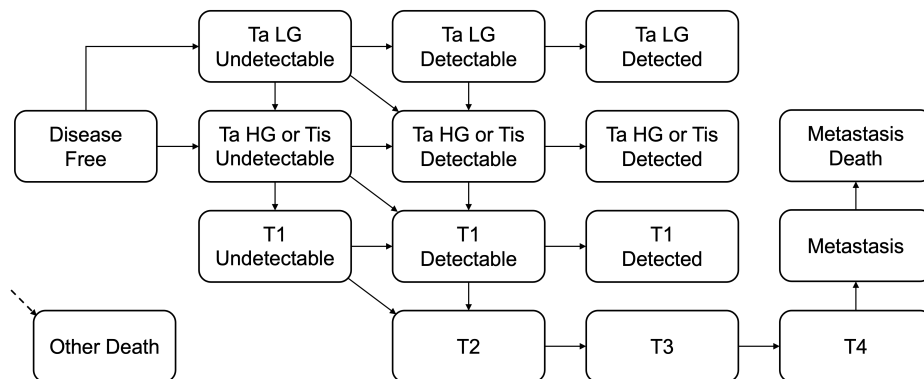 Ta LG
Undetectable
Ta LG
Detectable
Ta LG
Detected
Disease
Free
Ta HG or Tis
Undetectable
Ta HG or Tis
Detectable
Ta HG or Tis
Detected
Metastasis
Death
T1
Undetectable
T1
Detectable
T1
Detected
Metastasis
Other Death
T2
T3
T4